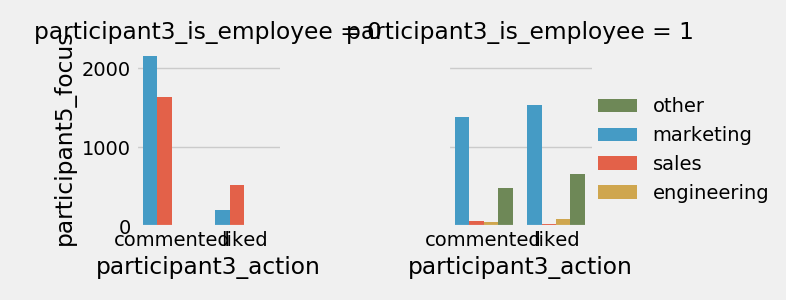 participant3_is_employee = 0
participant3_is_employee = 1
participant5_focus
2000
1000
0
commented
liked
commented
liked
participant3_action
participant3_action
other
marketing
sales
engineering